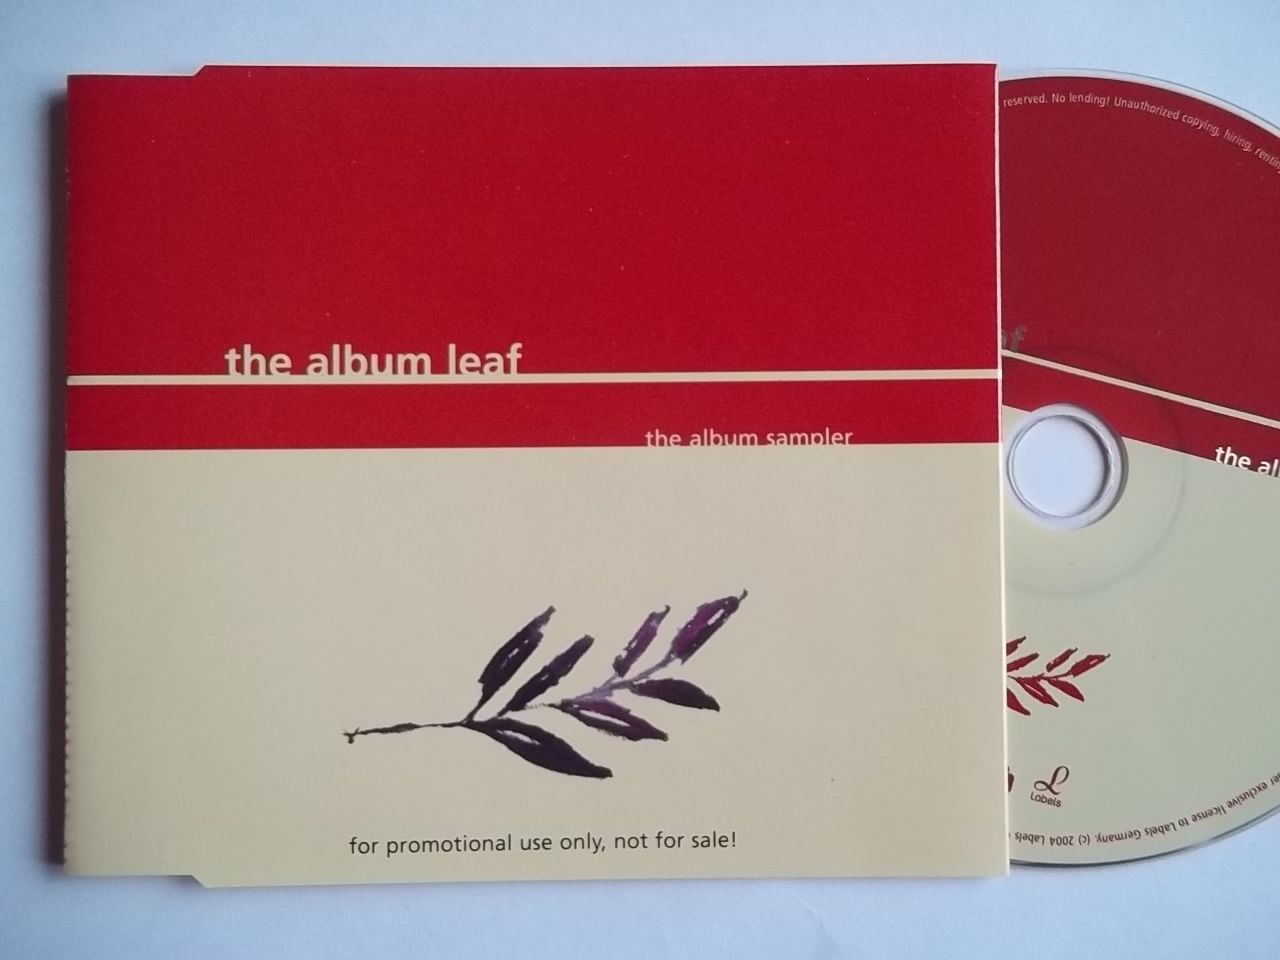 the album leaf
the album sampler
for promotional use only, not for sale!
reserved. No lending! Unauthorized copying, hiring, renting
the al
Labels
exclusive license to Labels Germany. (c) 2004 Labels